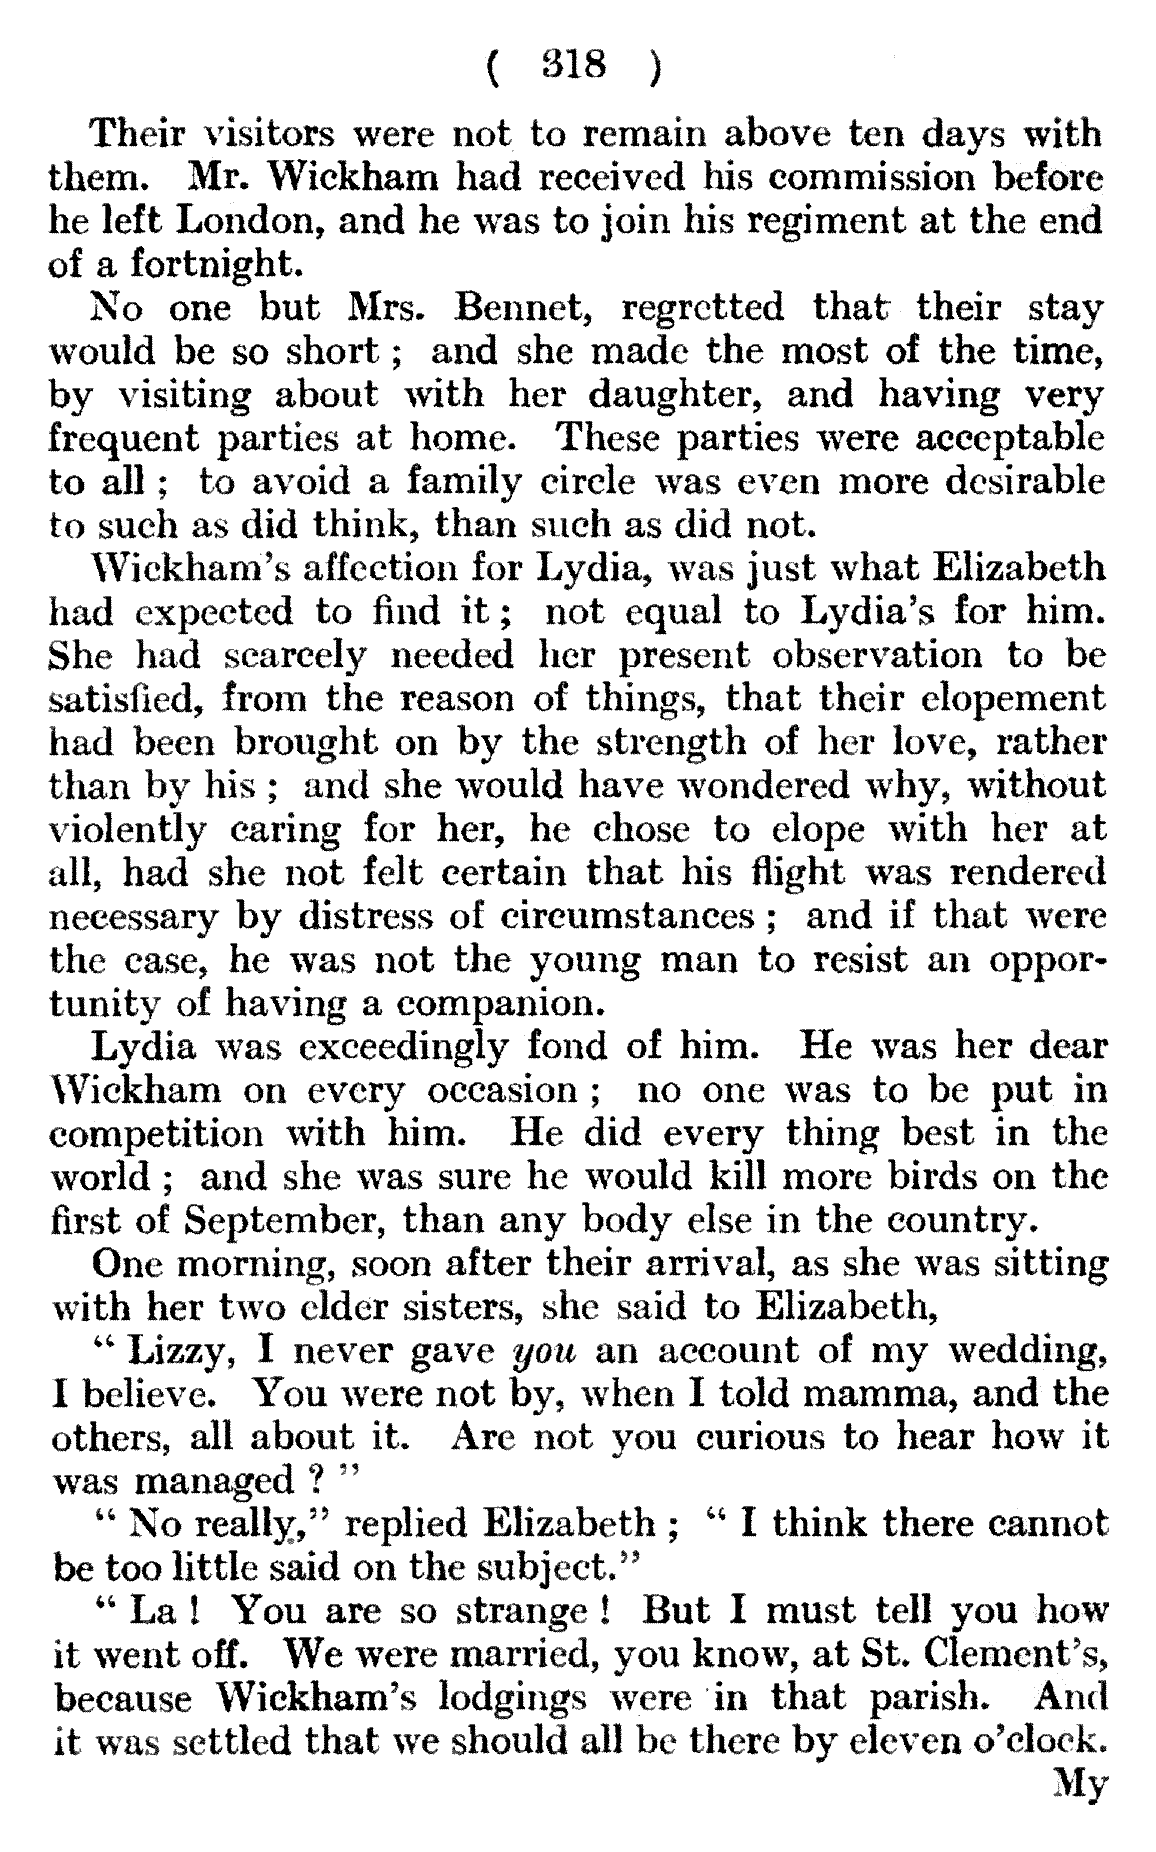 ( 318 )
Their visitors were not to remain above ten days with
them. Mr. Wickham had received his commission before
he left London, and he was to join his regiment at the end
of a fortnight.
No one but Mrs. Bennet, regretted that their stay
would be so short ; and she made the most of the time,
by visiting about with her daughter, and having very
frequent parties at home. These parties were acceptable
to all ; to avoid a family circle was even more desirable
to such as did think, than such as did not.
Wickham's affection for Lydia, was just what Elizabeth
had expected to find it ; not equal to Lydia's for him.
She had scarcely needed her present observation to be
satisfied, from the reason of things, that their elopement
had been brought on by the strength of her love, rather
than by his ; and she would have wondered why, without
violently caring for her, he chose to elope with her at
all, had she not felt certain that his flight was rendered
necessary by distress of circumstances ; and if that were
the case, he was not the young man to resist an oppor-
tunity of having a companion.
Lydia was exceedingly fond of him. He was her dear
Wickham on every occasion ; no one was to be put in
competition with him. He did every thing best in the
world ; and she was sure he would kill more birds on the
first of September, than any body else in the country.
One morning, soon after their arrival, as she was sitting
with her two elder sisters, she said to Elizabeth,
“ Lizzy, I never gave you an account of my wedding,
I believe. You were not by, when I told mamma, and the
others, all about it. Are not you curious to hear how it
was managed ? ”
“ No really,” replied Elizabeth ; “ I think there cannot
be too little said on the subject.”
“ La ! You are so strange ! But I must tell you how
it went off. We were married, you know, at St. Clement's,
because Wickham's lodgings were in that parish. And
it was settled that we should all be there by eleven o'clock.
My